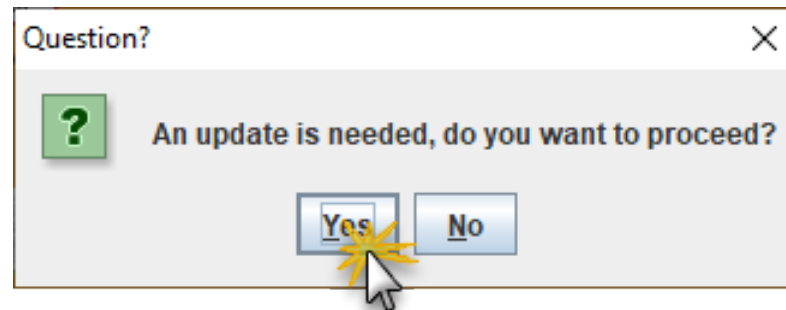 Question?
?
An update is needed, do you want to proceed?
Yes No